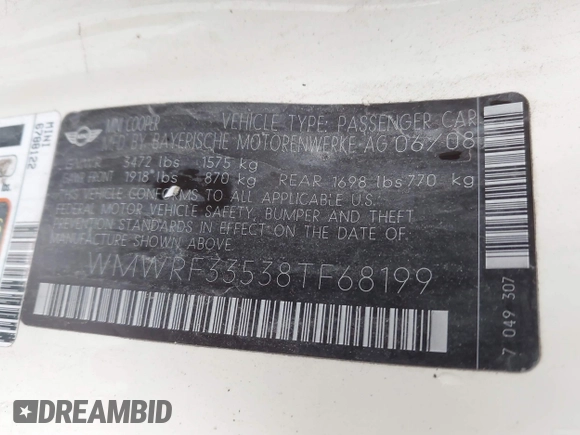 MINI COOPER VEHICLE TYPE: PASSENGER CAR
MFD BY BAYERISCHE MOTORENWERKE AG 06/08
3472 lbs 1575 kg
FRONT 1918 lbs 870 kg REAR 1698 lbs 770 kg
THIS VEHICLE CONFORMS TO ALL APPLICABLE U.S.
FEDERAL MOTOR VEHICLE SAFETY, BUMPER AND THEFT
PREVENTION STANDARDS IN EFFECT ON THE DATE OF
MANUFACTURE SHOWN ABOVE.
WMWRF33538TF68199
7 049 307
MINI
6788122
DREAMBID